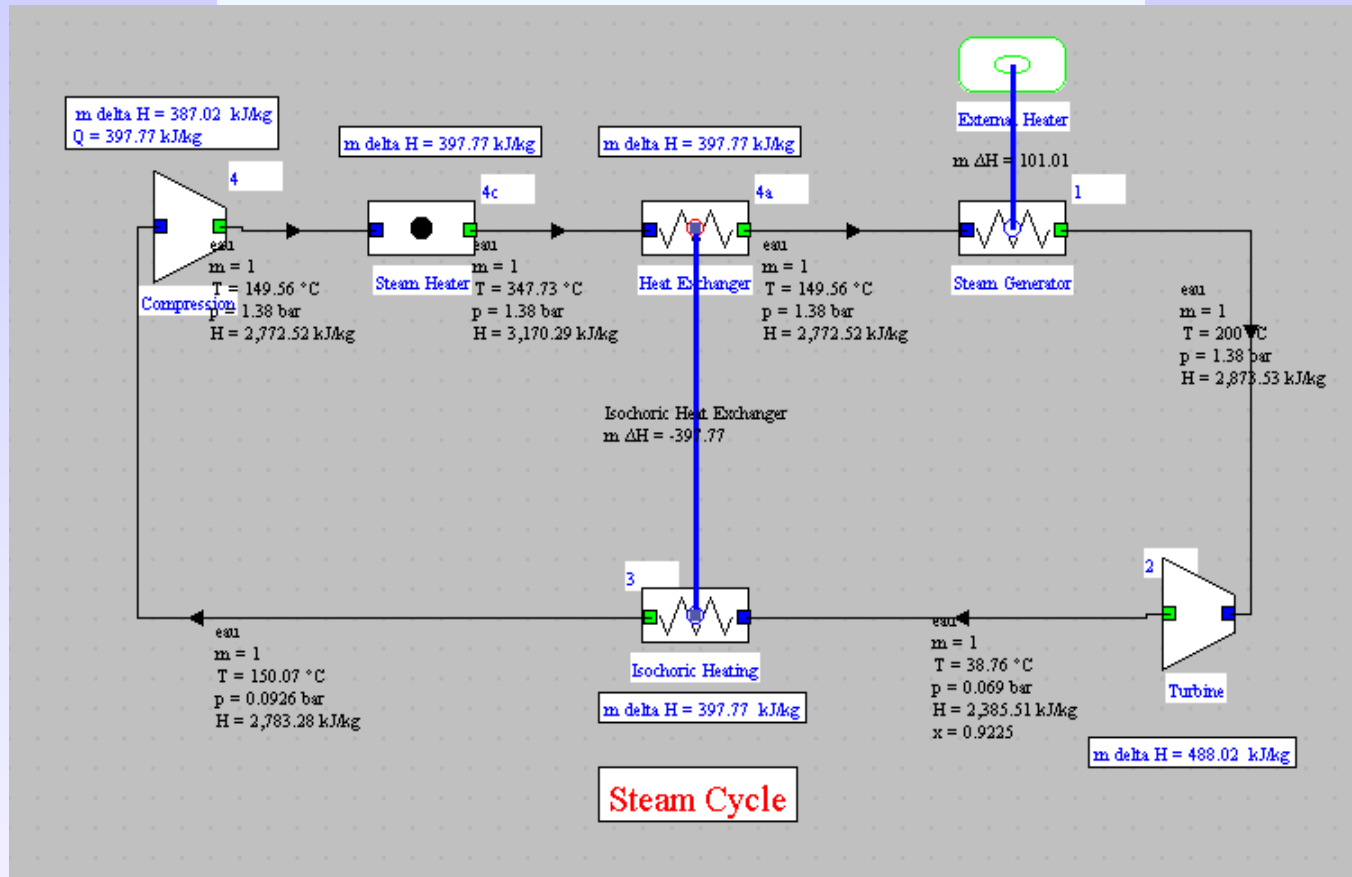 m delta H = 387.02 kJ/kg
Q = 397.77 kJ/kg
m delta H = 397.77 kJ/kg
m delta H = 397.77 kJ/kg
External Heater
m ΔH = 101.01
4
4c
4a
1
Compression
Steam Heater
Heat Exchanger
Steam Generator
eau
m = 1
T = 149.56 °C
p = 1.38 bar
H = 2,772.52 kJ/kg
eau
m = 1
T = 347.73 °C
p = 1.38 bar
H = 3,170.29 kJ/kg
eau
m = 1
T = 149.56 °C
p = 1.38 bar
H = 2,772.52 kJ/kg
eau
m = 1
T = 200 °C
p = 1.38 bar
H = 2,873.53 kJ/kg
Isochoric Heat Exchanger
m ΔH = -397.77
3
2
Isochoric Heating
Turbine
eau
m = 1
T = 150.07 °C
p = 0.0926 bar
H = 2,783.28 kJ/kg
m delta H = 397.77 kJ/kg
eau
m = 1
T = 38.76 °C
p = 0.069 bar
H = 2,385.51 kJ/kg
x = 0.9225
m delta H = 488.02 kJ/kg
Steam Cycle